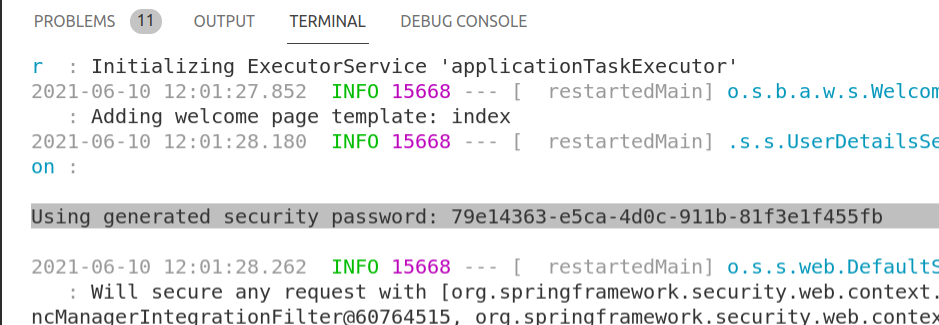 PROBLEMS 11 OUTPUT TERMINAL DEBUG CONSOLE
r : Initializing ExecutorService 'applicationTaskExecutor'
2021-06-10 12:01:27.852 INFO 15668 --- [ restartedMain] o.s.b.a.w.s.Welcom
: Adding welcome page template: index
2021-06-10 12:01:28.180 INFO 15668 --- [ restartedMain] .s.s.UserDetailsSe
on :
Using generated security password: 79e14363-e5ca-4d0c-911b-81f3e1f455fb
2021-06-10 12:01:28.262 INFO 15668 --- [ restartedMain] o.s.s.web.DefaultS
: Will secure any request with [org.springframework.security.web.context.
ncManagerIntegrationFilter@60764515, org.springframework.security.web.contex